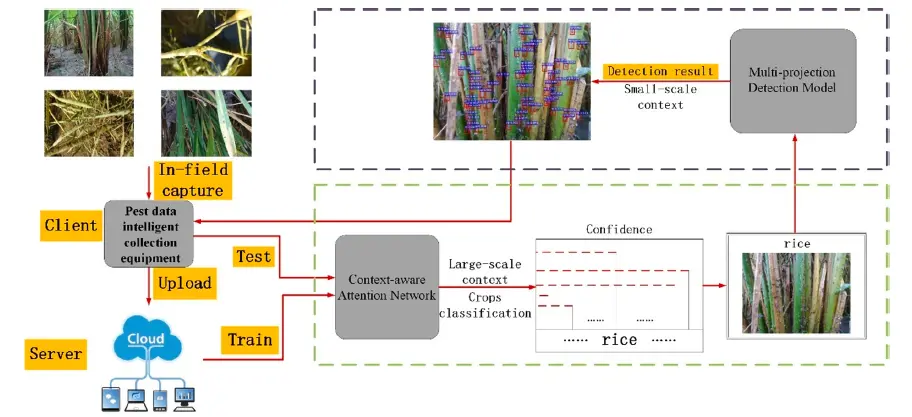 In-field
capture
Client
Pest data
intelligent
collection
equipment
Upload
Server
Cloud
Test
Train
Detection result
Small-scale
context
Multi-projection
Detection Model
Context-aware
Attention Network
Large-scale
context
Crops
classification
Confidence
......
......
...... rice ......
rice